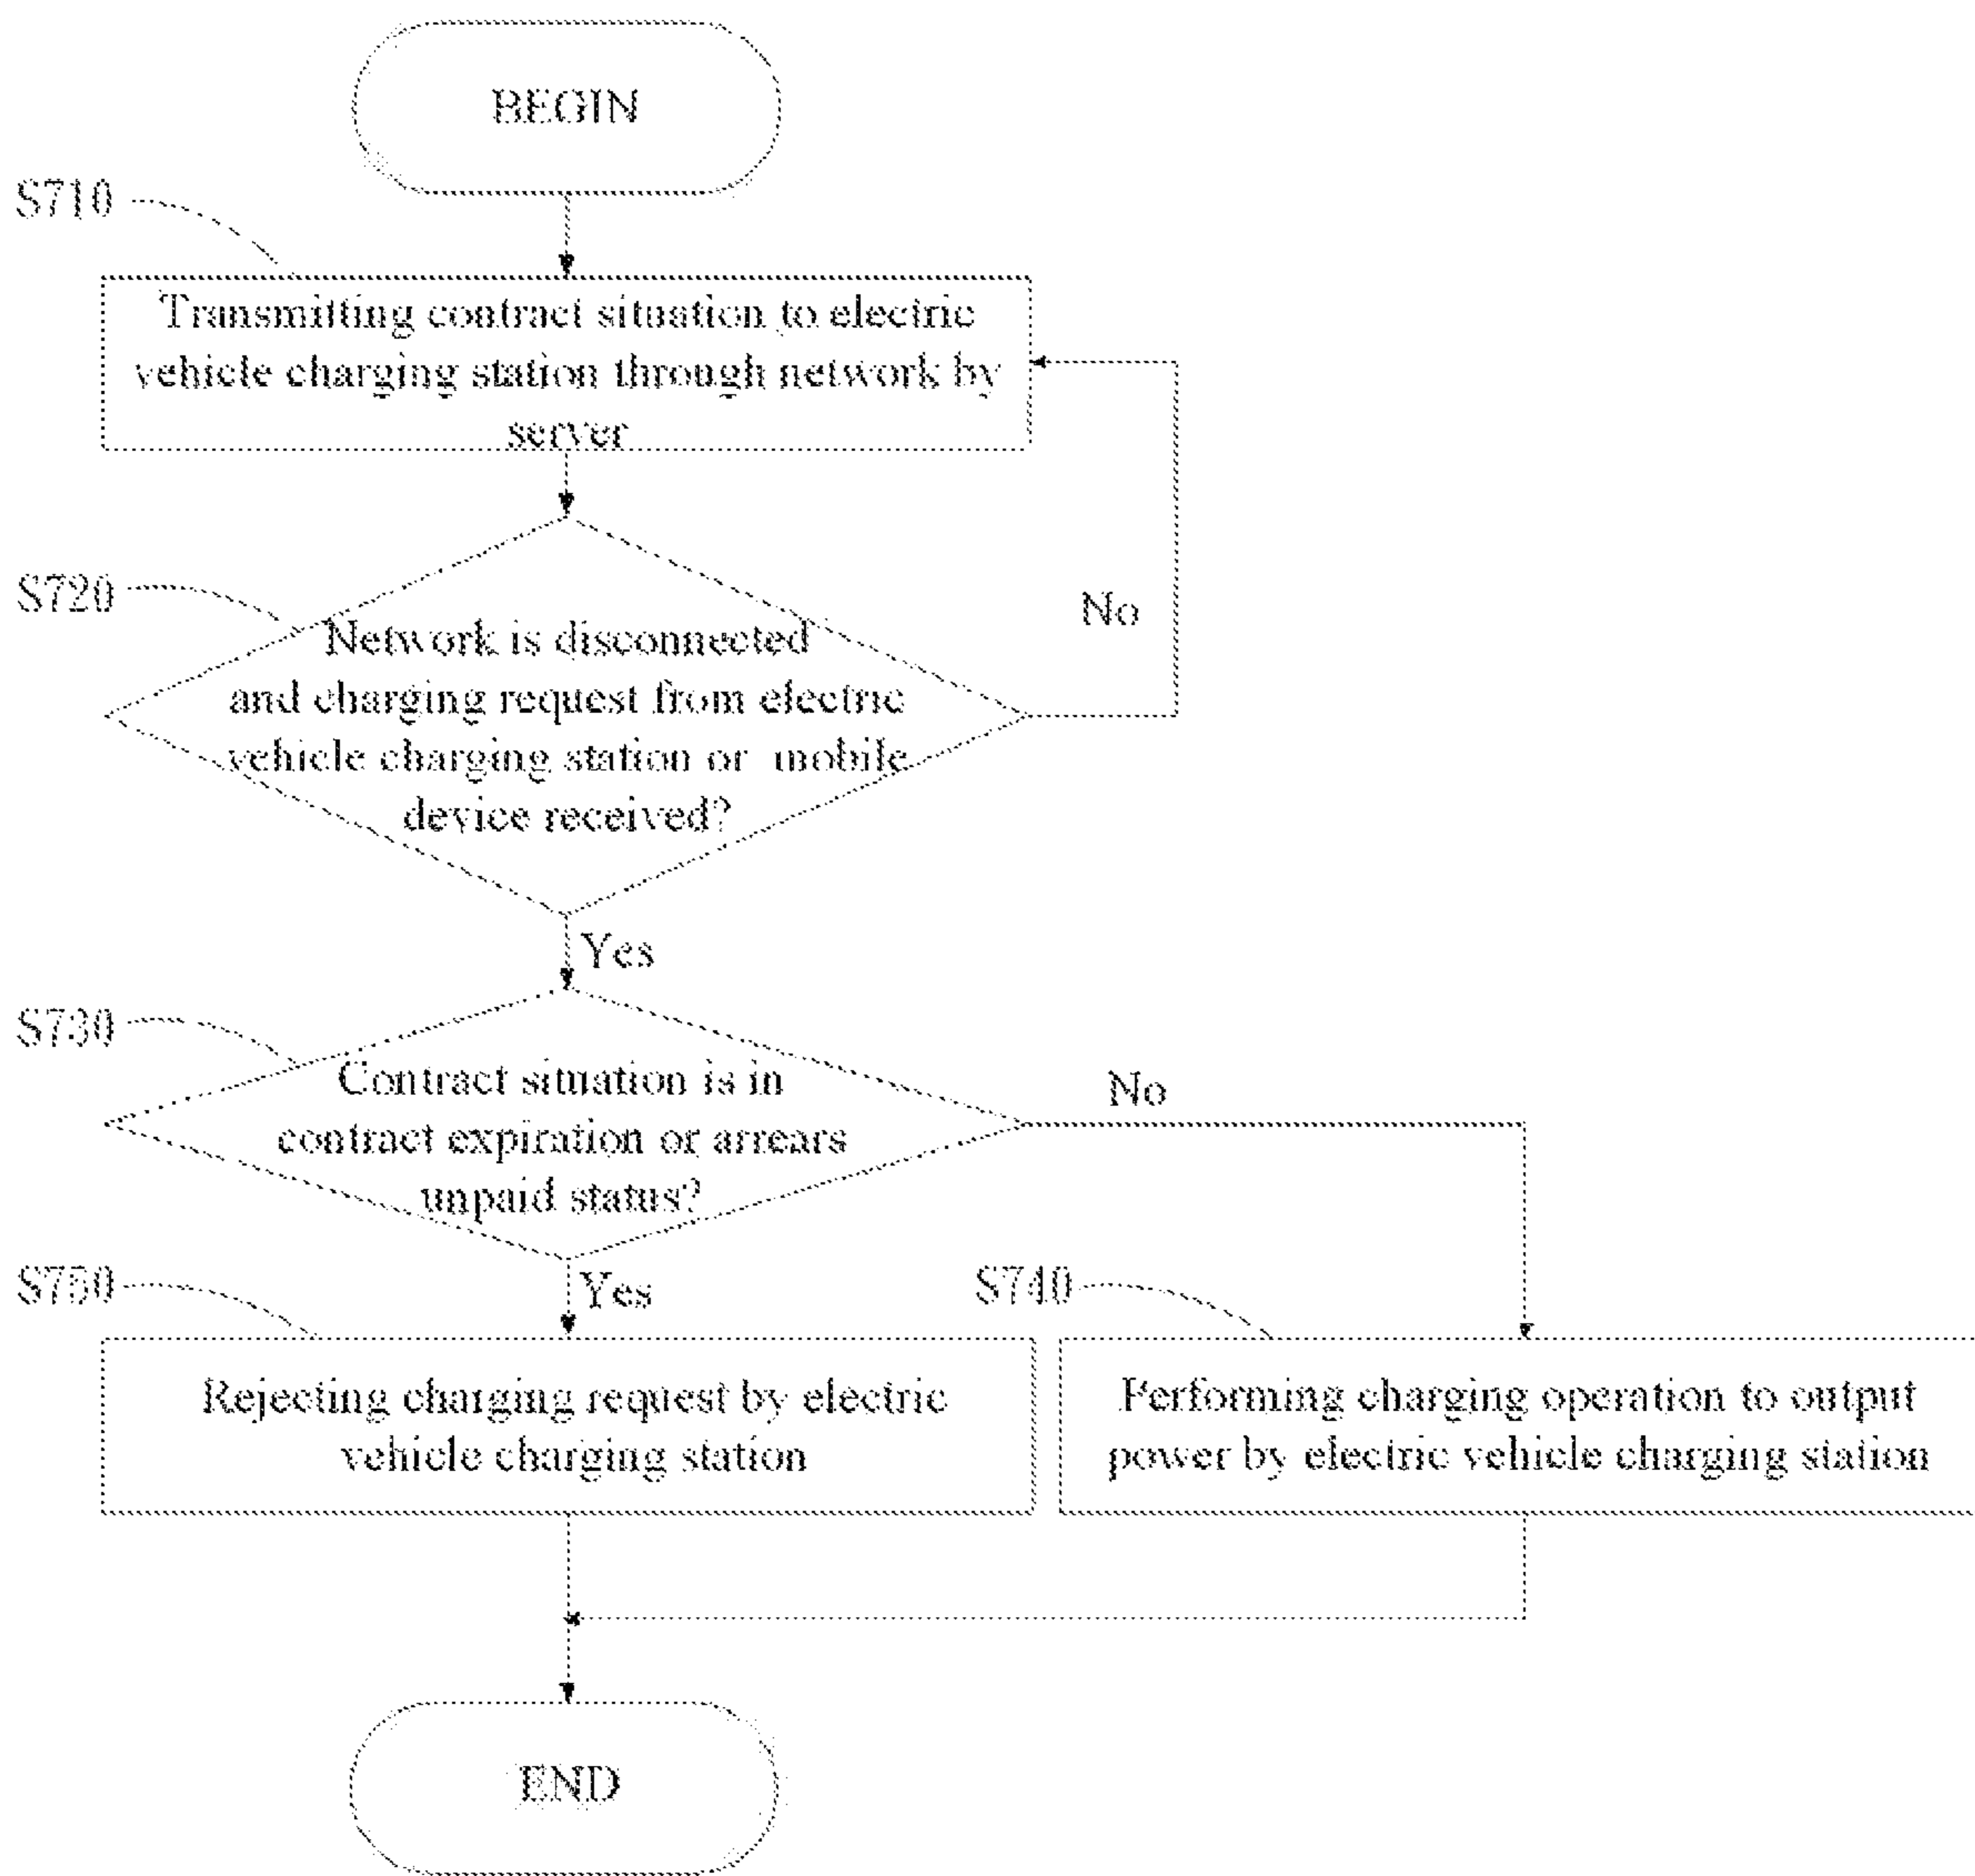 BEGIN
S710
Transmitting contract situation to electric
vehicle charging station through network by
server
S720
No
Network is disconnected
and charging request from electric
vehicle charging station or mobile
device received?
Yes
S730
Contract situation is in
contract expiration or arrears
unpaid status?
No
S750
Yes
S740
Rejecting charging request by electric
vehicle charging station
Performing charging operation to output
power by electric vehicle charging station
END